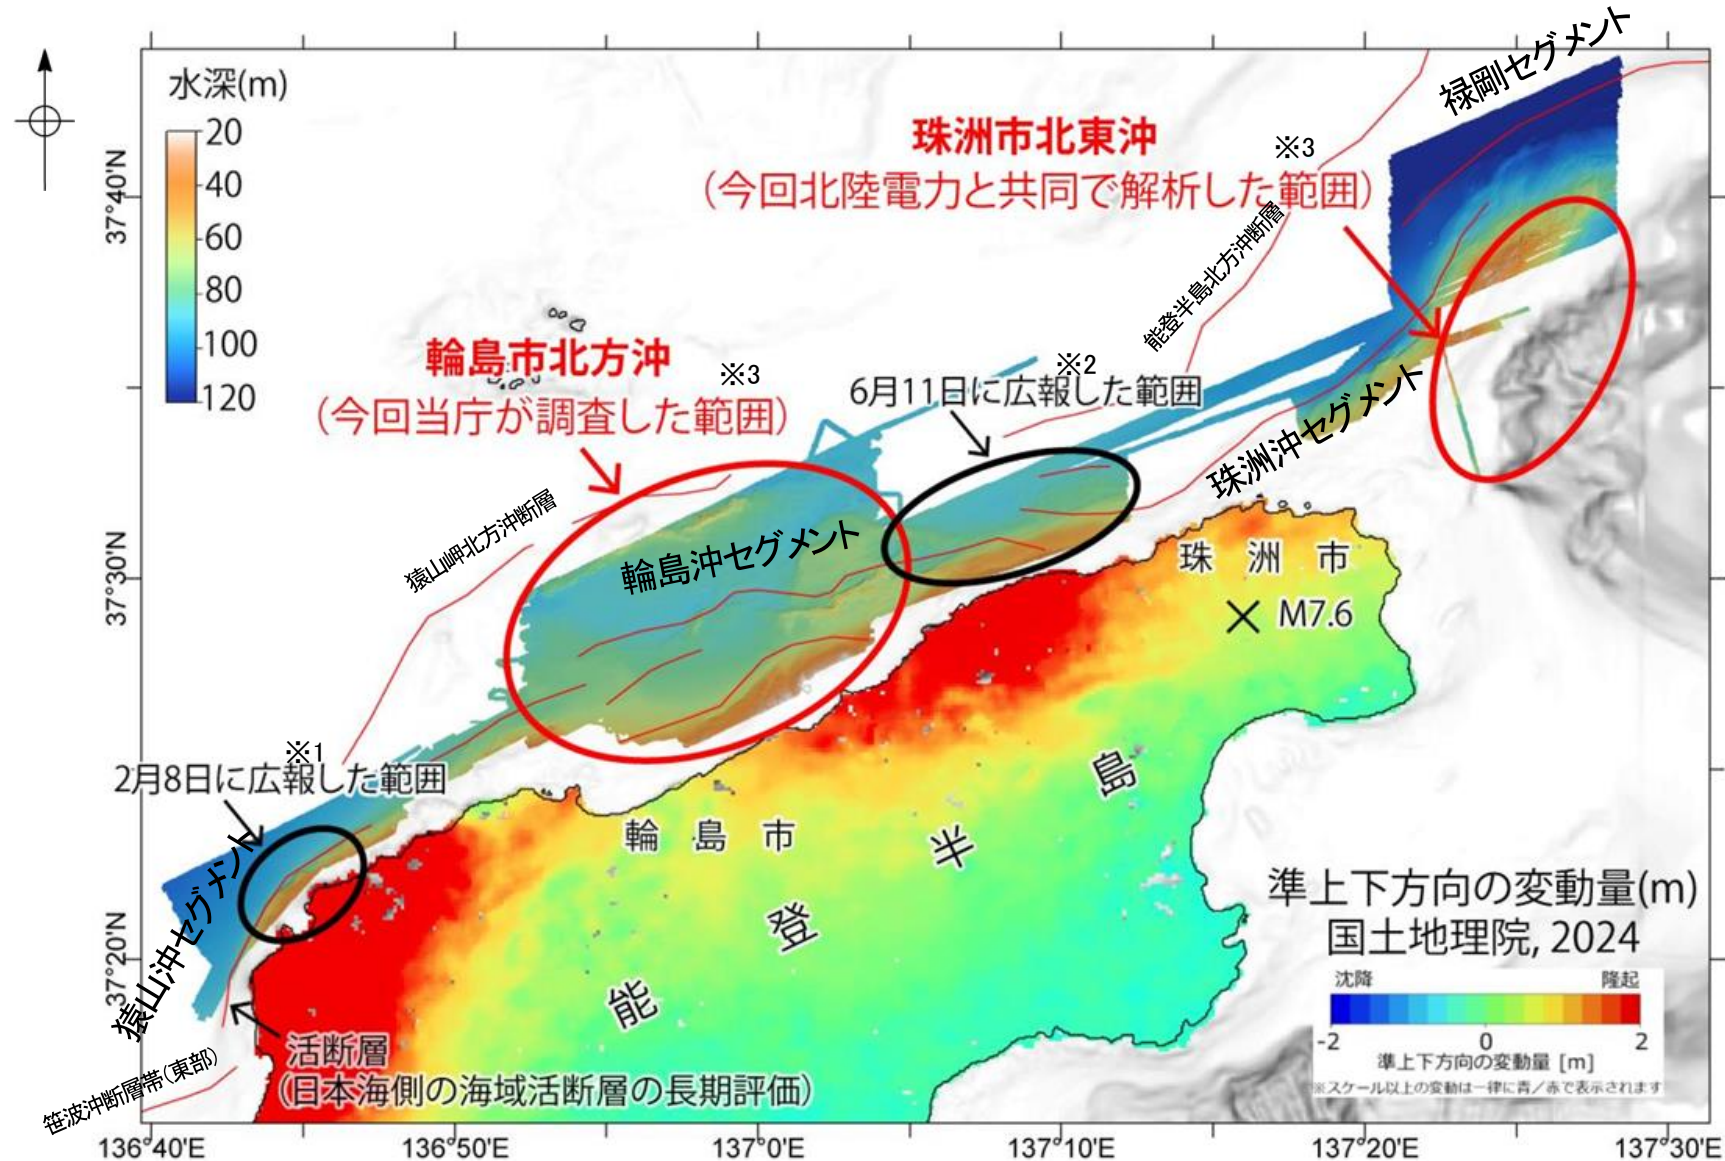 水深(m)
20
40
60
80
100
120
禄剛セグメント
珠洲市北東沖
※3
（今回北陸電力と共同で解析した範囲）
能登半島北方沖断層
輪島市北方沖
※3
（今回当庁が調査した範囲）
※2
6月11日に広報した範囲
珠洲沖セグメント
猿山岬北方沖断層
輪島沖セグメント
珠洲市
M7.6
※1
2月8日に広報した範囲
輪島市
能登半島
猿山沖セグメント
活断層
（日本海側の海域活断層の長期評価）
笹波沖断層帯（東部）
準上下方向の変動量(m)
国土地理院, 2024
沈降 隆起
-2 0 2
準上下方向の変動量 [m]
※スケール以上の変動は一律に青／赤で表示されます
37°40'N
37°30'N
37°20'N
136°40'E 136°50'E 137°0'E 137°10'E 137°20'E 137°30'E